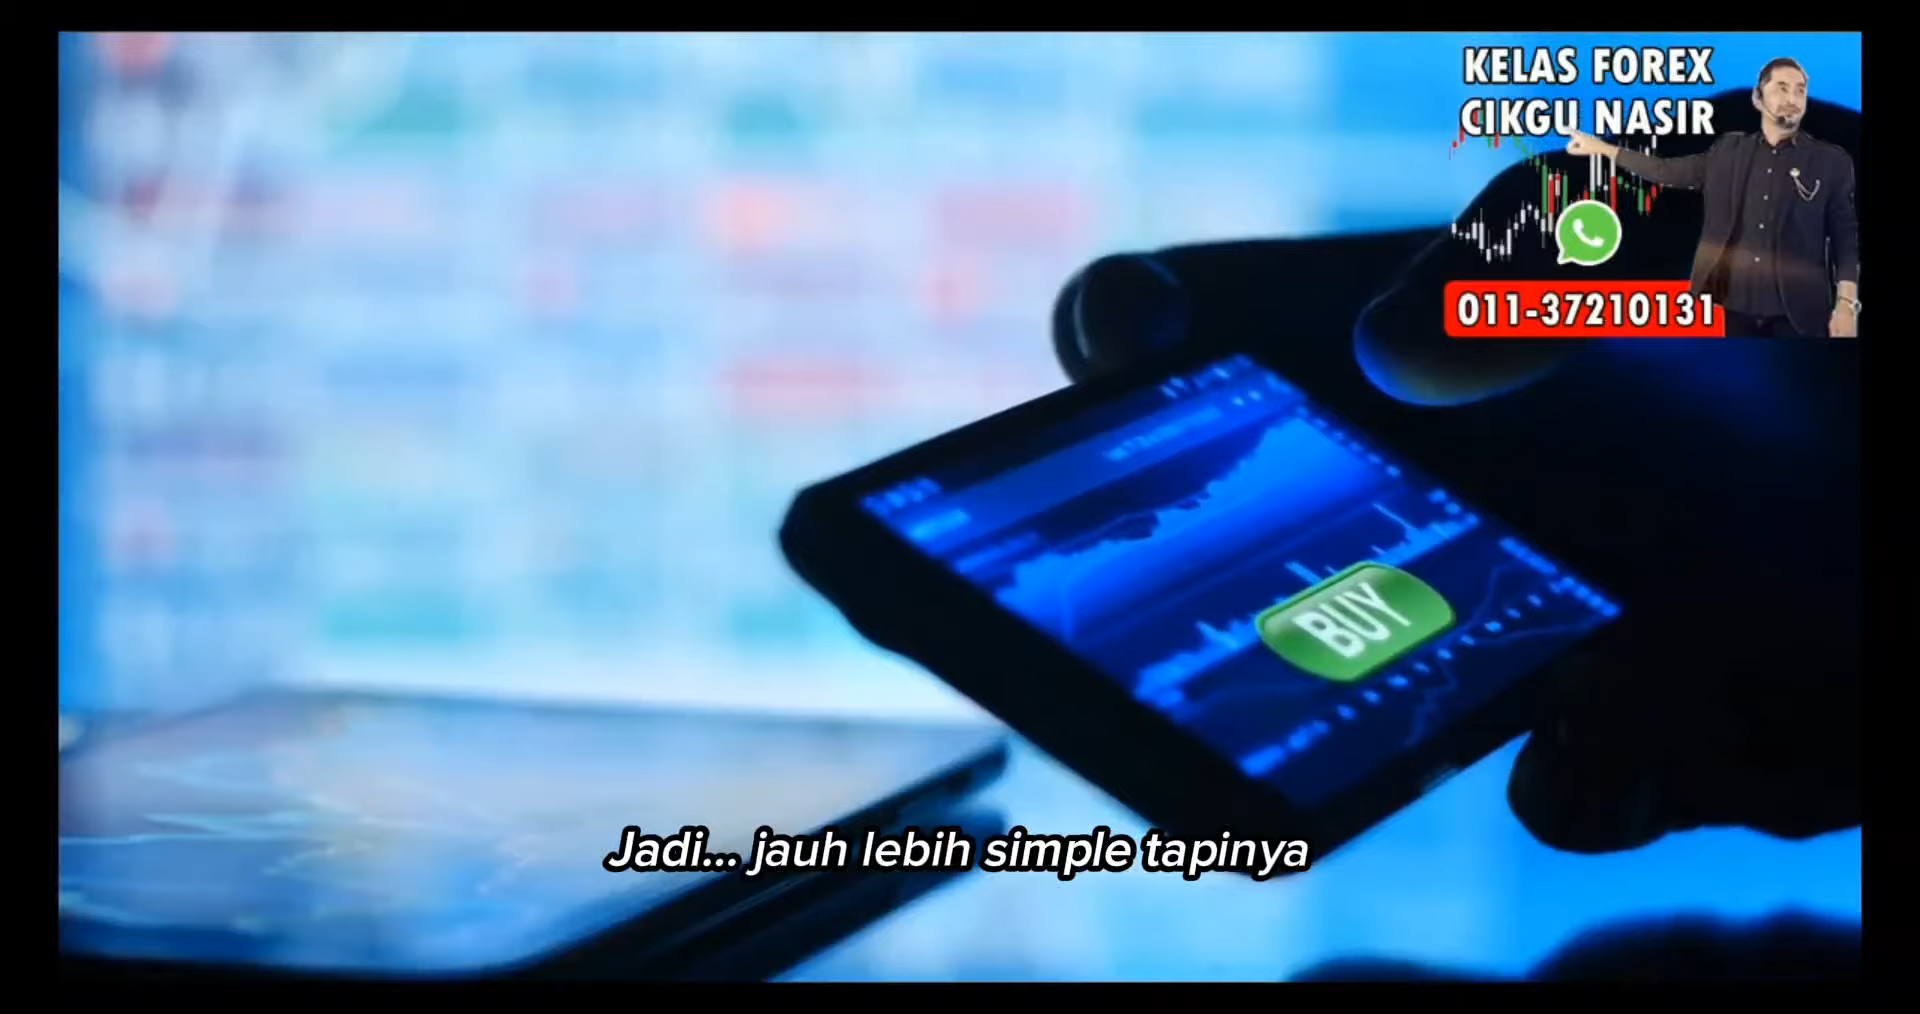 KELAS FOREX
CIKGU NASIR
011-37210131
BUY
Jadi... jauh lebih simple tapinya